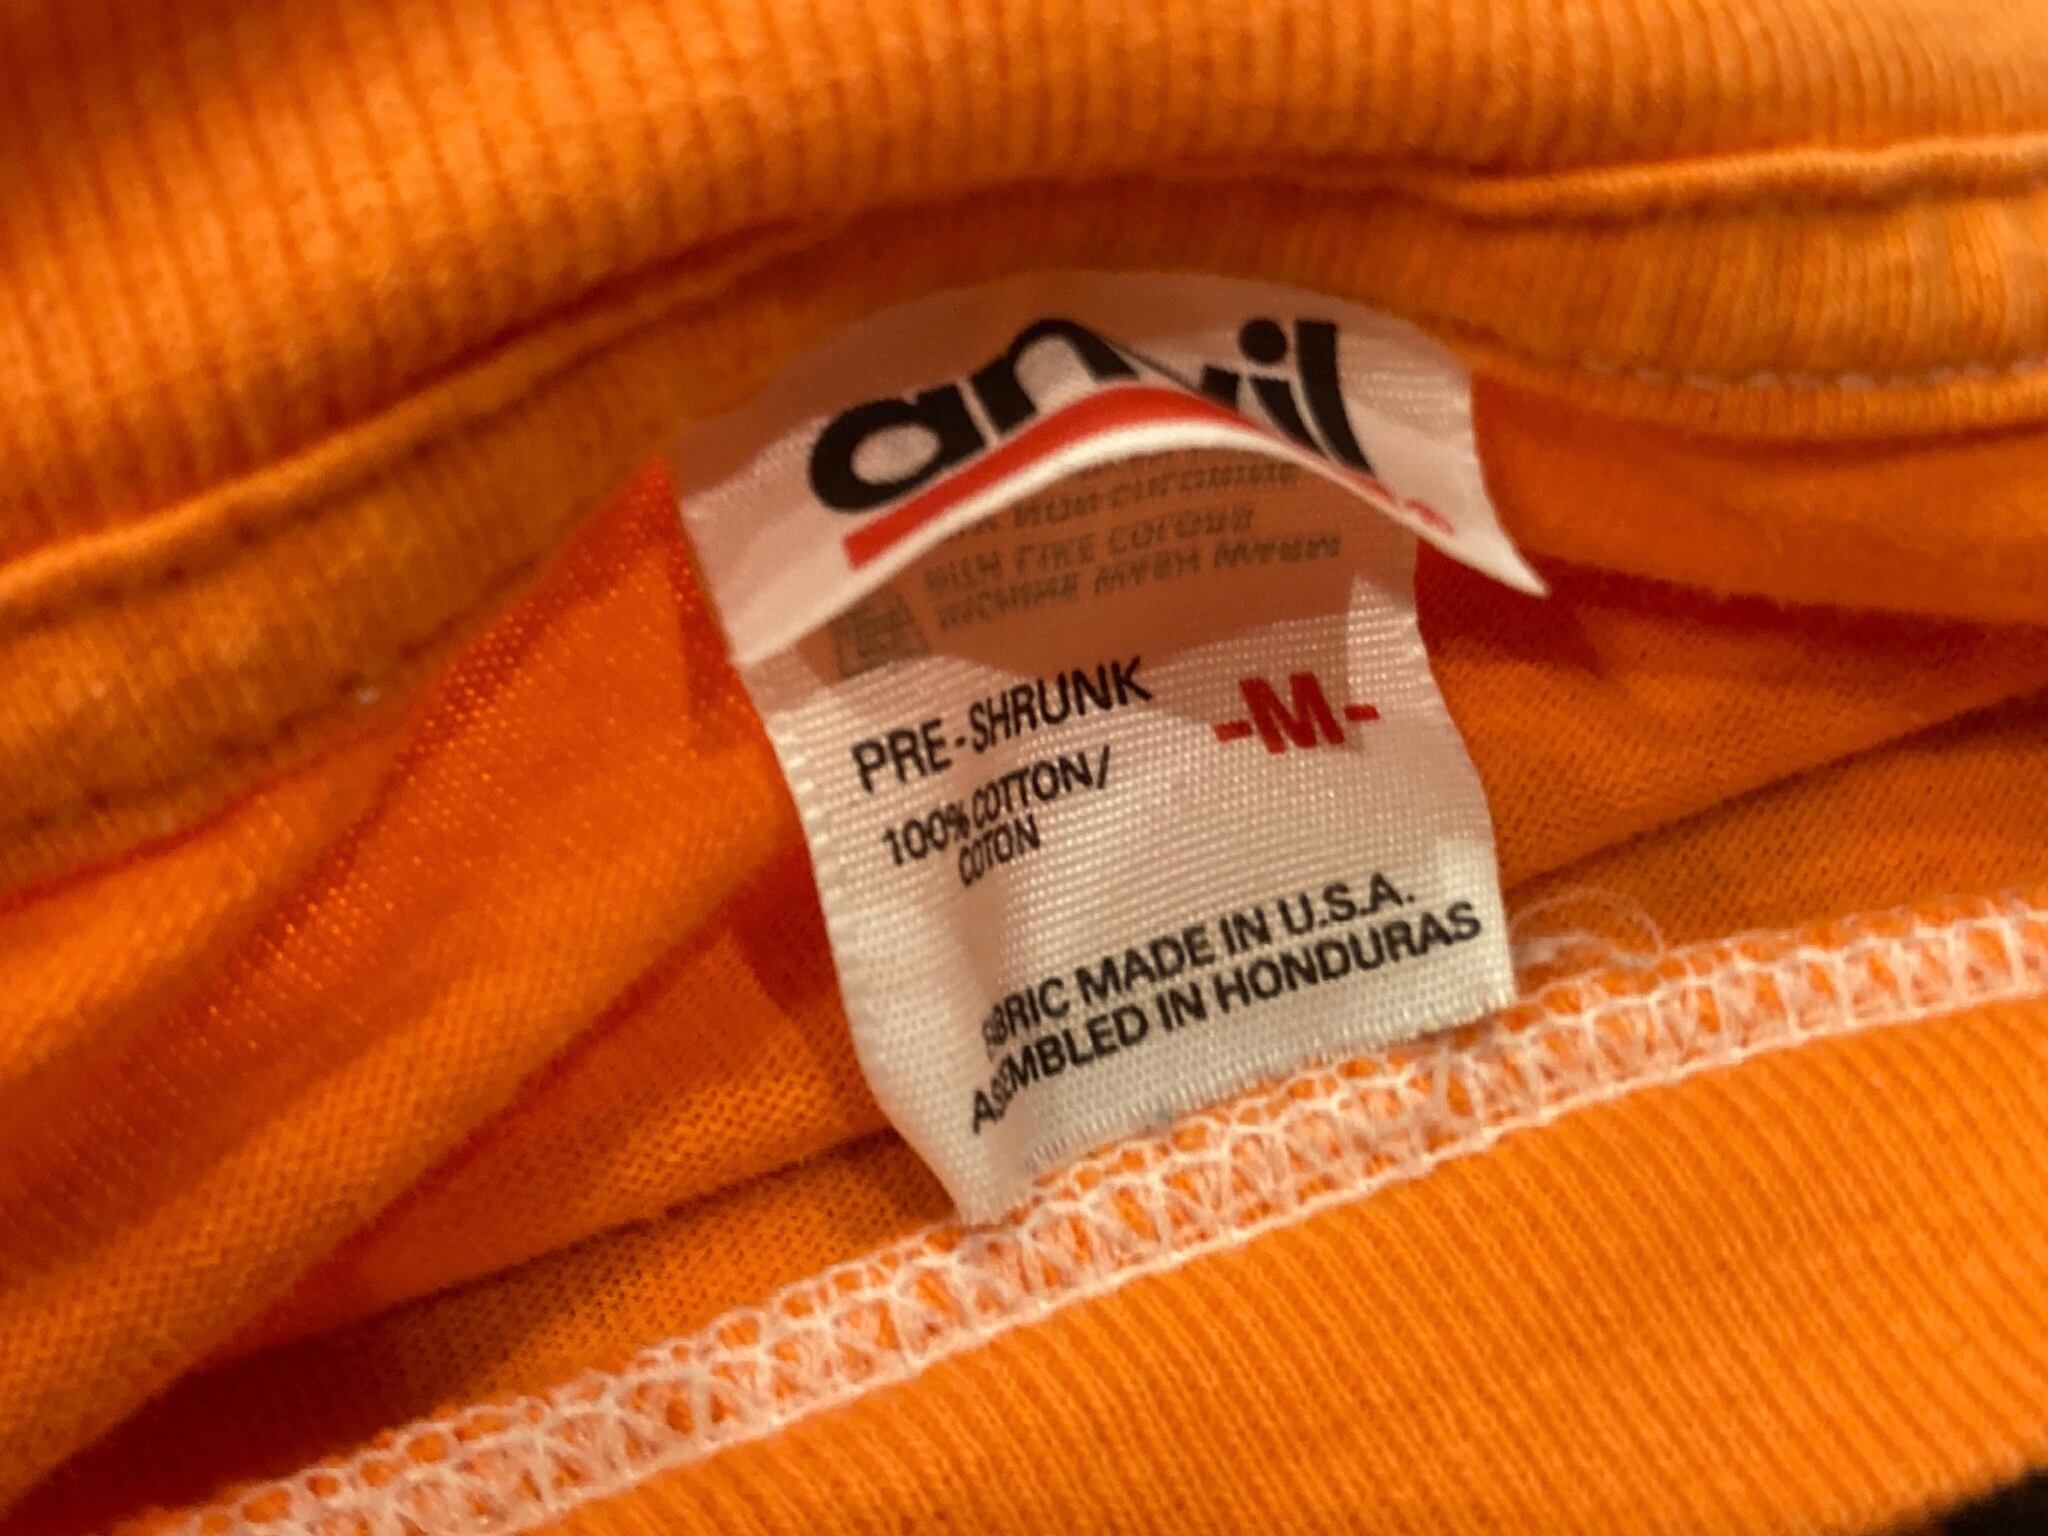 anvil
PRE-SHRUNK
-M-
100% COTTON/
COTON
FABRIC MADE IN U.S.A.
ASSEMBLED IN HONDURAS